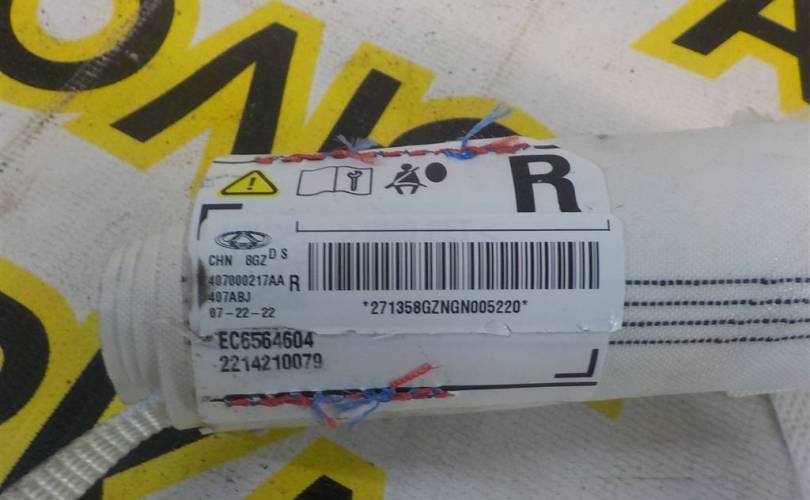 R
CHN 8GZ D S
407000217AA R
407ABJ
07-22-22
*271358GZNGN005220*
EC6564604
2214210079